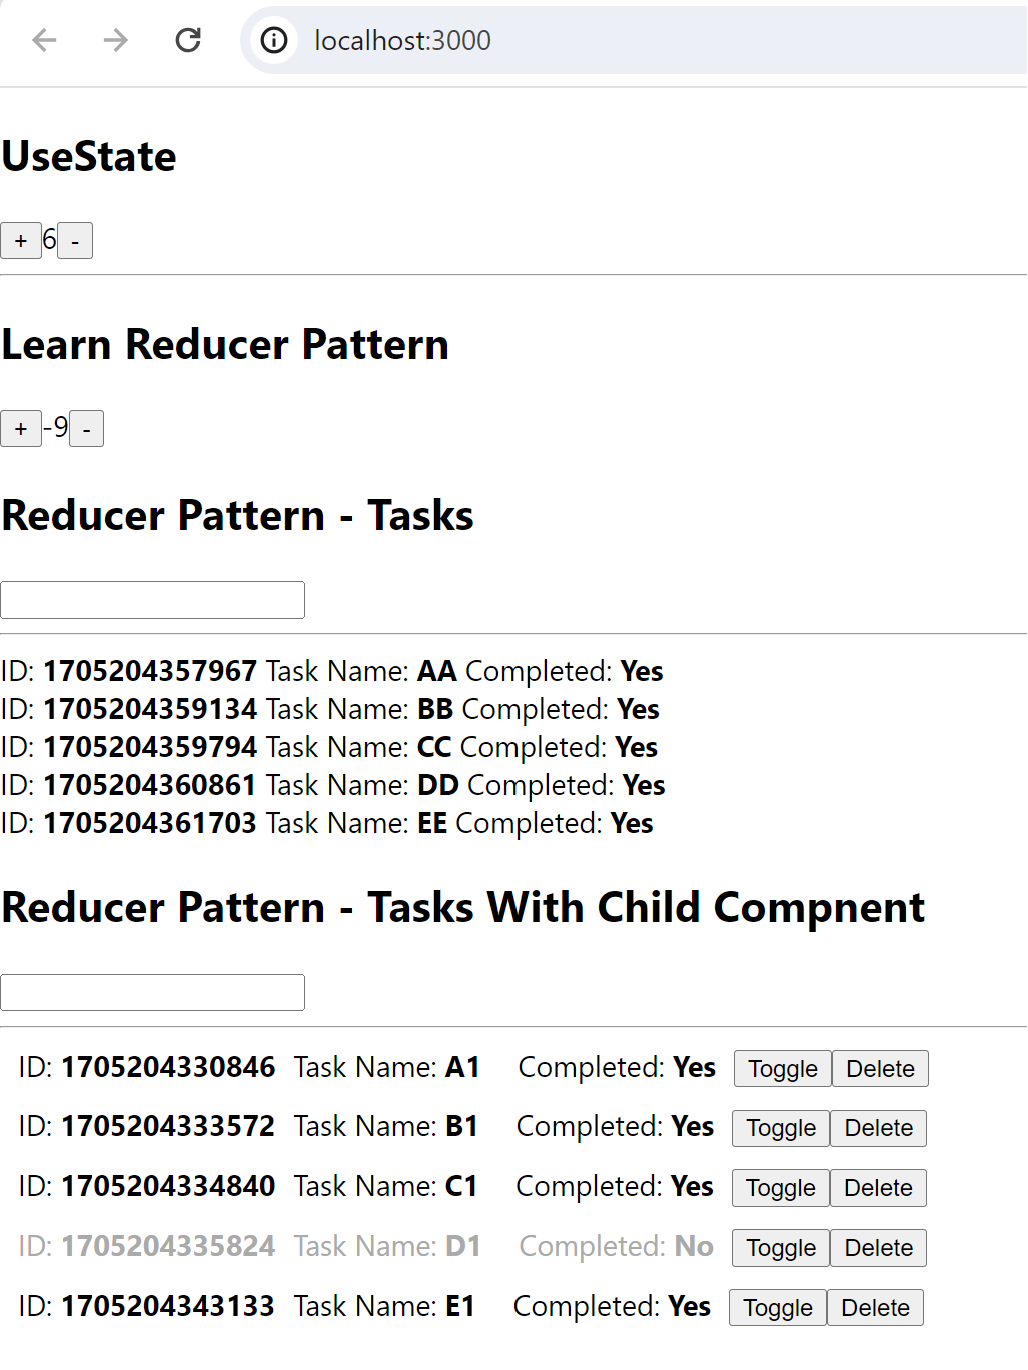 localhost:3000
UseState
+ 6 -
Learn Reducer Pattern
+ -9 -
Reducer Pattern - Tasks
ID: 1705204357967 Task Name: AA Completed: Yes
ID: 1705204359134 Task Name: BB Completed: Yes
ID: 1705204359794 Task Name: CC Completed: Yes
ID: 1705204360861 Task Name: DD Completed: Yes
ID: 1705204361703 Task Name: EE Completed: Yes
Reducer Pattern - Tasks With Child Compnent
ID: 1705204330846 Task Name: A1 Completed: Yes Toggle Delete
ID: 1705204333572 Task Name: B1 Completed: Yes Toggle Delete
ID: 1705204334840 Task Name: C1 Completed: Yes Toggle Delete
ID: 1705204335824 Task Name: D1 Completed: No Toggle Delete
ID: 1705204343133 Task Name: E1 Completed: Yes Toggle Delete